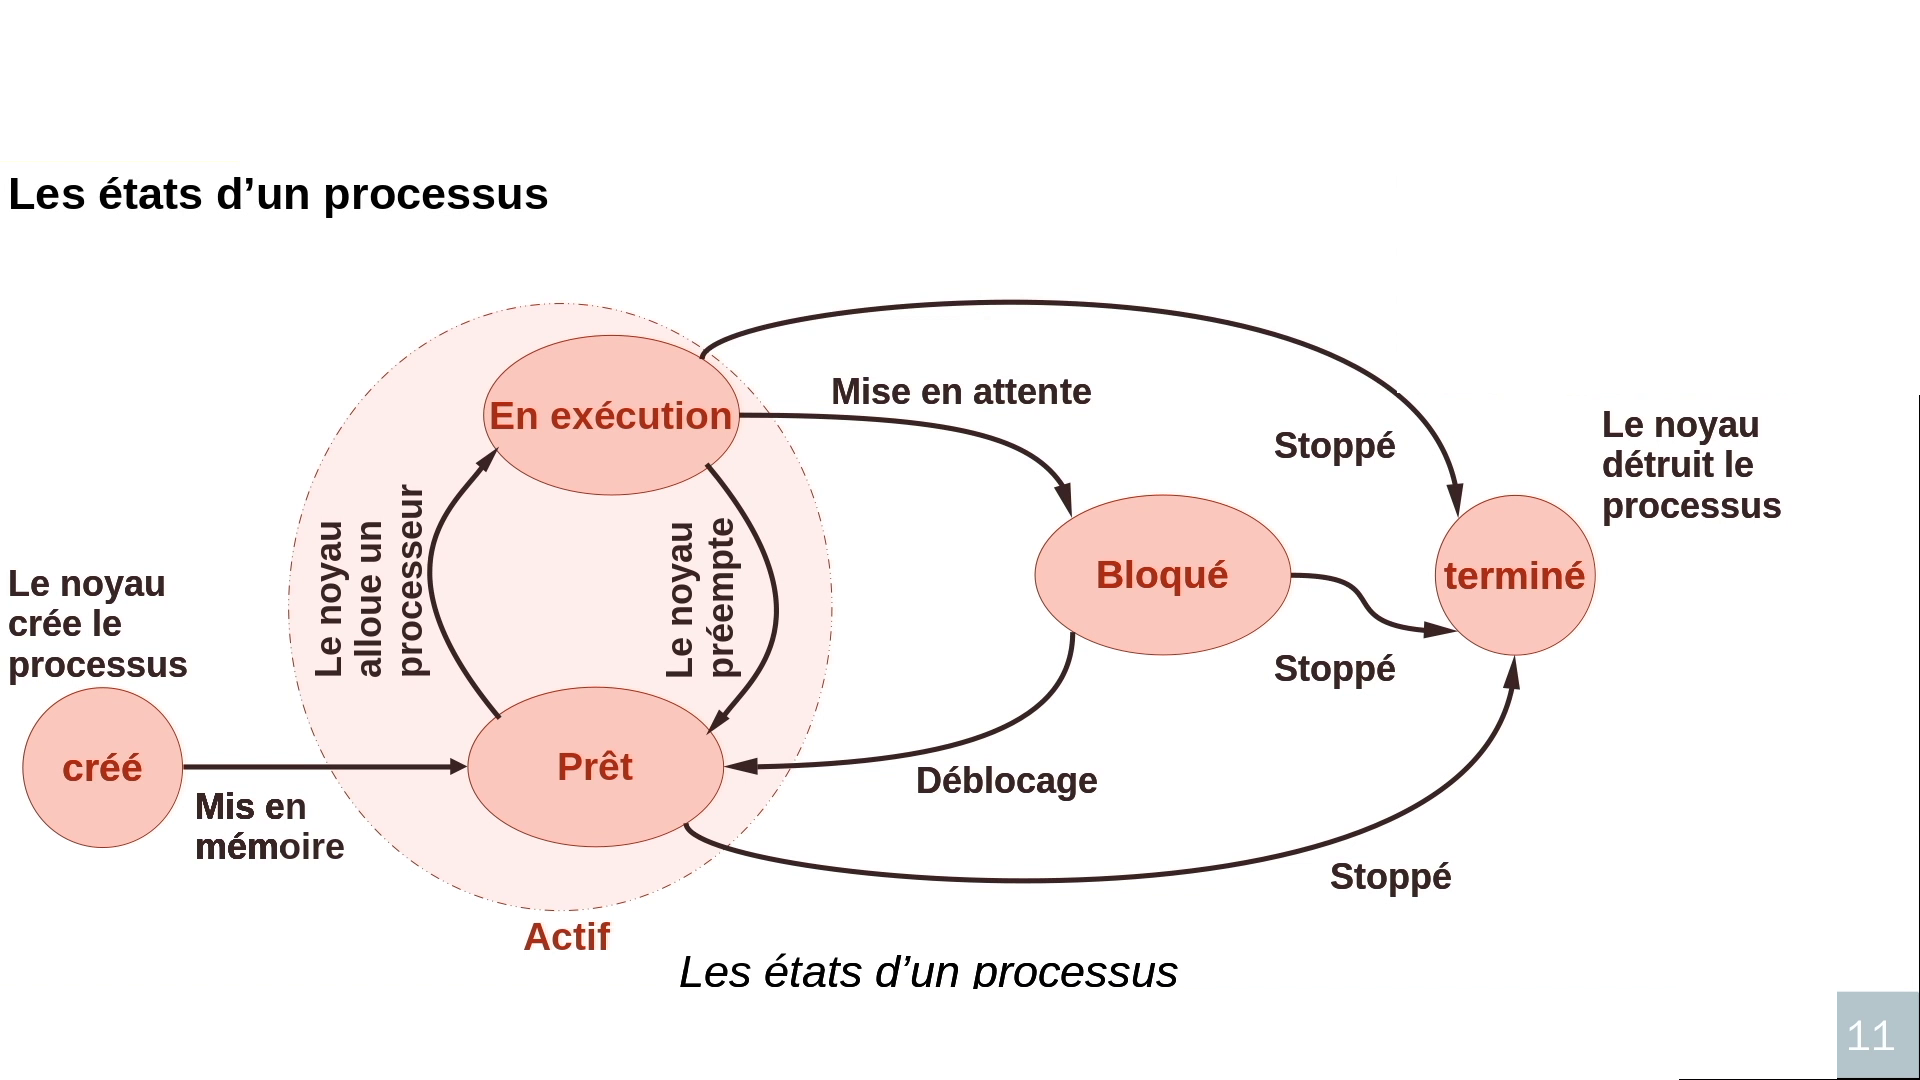 Les états d’un processus
En exécution
Mise en attente
Stoppé
Le noyau
détruit le
processus
Le noyau
alloue un
processeur
Le noyau
préempte
Bloqué
terminé
Le noyau
crée le
processus
Stoppé
créé
Prêt
Déblocage
Mis en
mémoire
Stoppé
Actif
Les états d’un processus
11